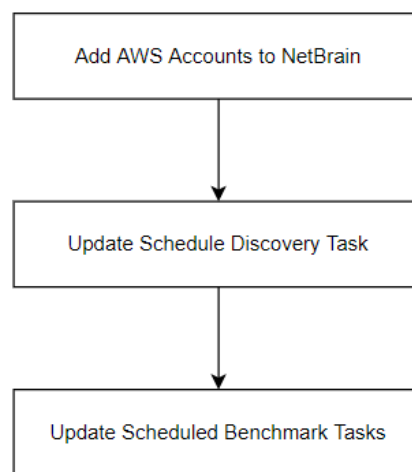 Add AWS Accounts to NetBrain
Update Schedule Discovery Task
Update Scheduled Benchmark Tasks